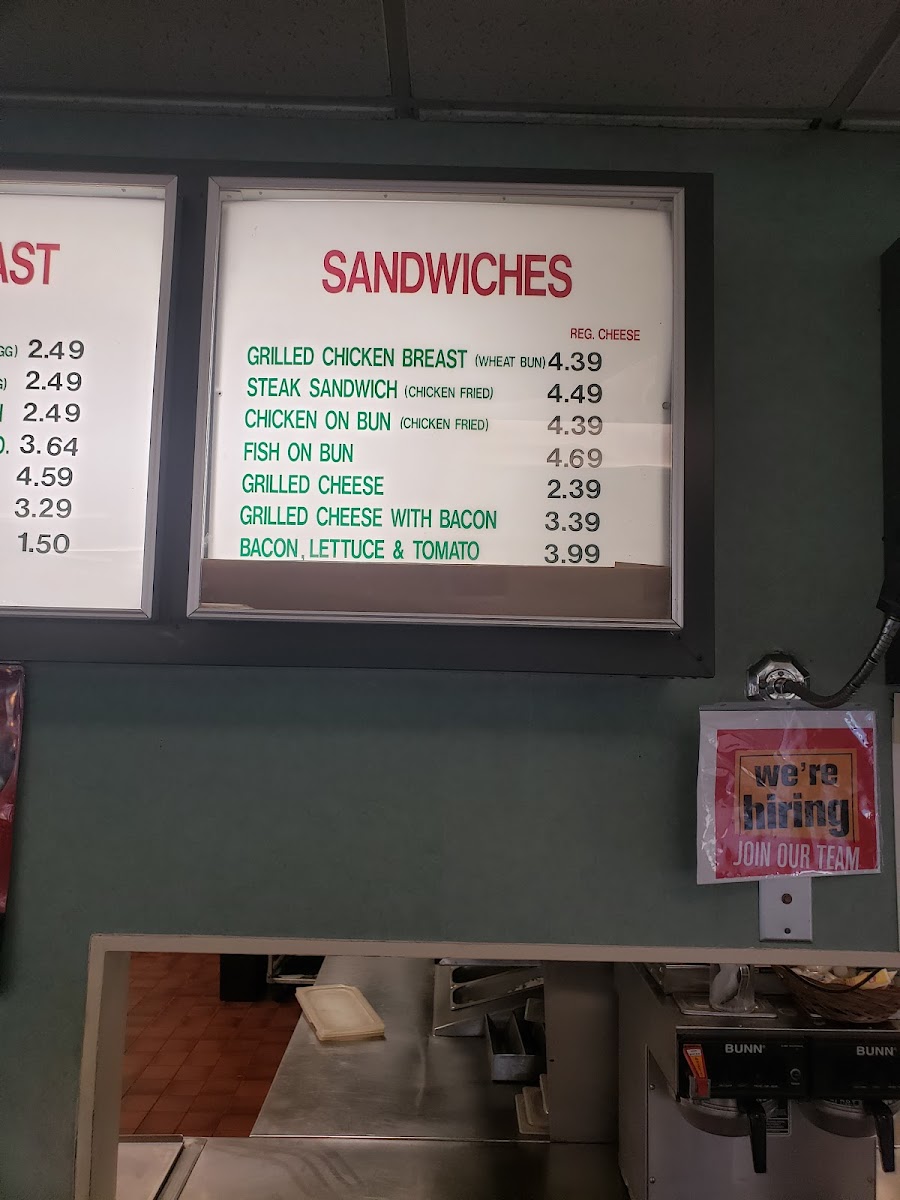 AST
GG) 2.49
2.49
2.49
3.64
4.59
3.29
1.50
SANDWICHES
REG. CHEESE
GRILLED CHICKEN BREAST (WHEAT BUN) 4.39
STEAK SANDWICH (CHICKEN FRIED) 4.49
CHICKEN ON BUN (CHICKEN FRIED) 4.39
FISH ON BUN 4.69
GRILLED CHEESE 2.39
GRILLED CHEESE WITH BACON 3.39
BACON, LETTUCE & TOMATO 3.99
we're
hiring
JOIN OUR TEAM
BUNN BUNN